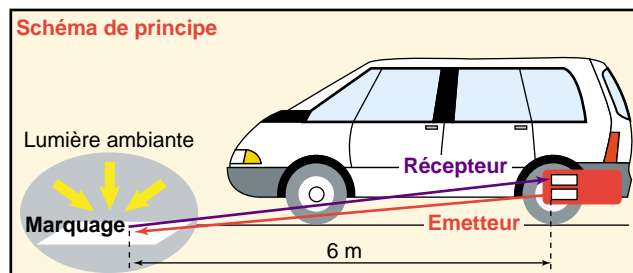 Schéma de principe
Lumière ambiante
Récepteur
Marquage
Emetteur
6 m